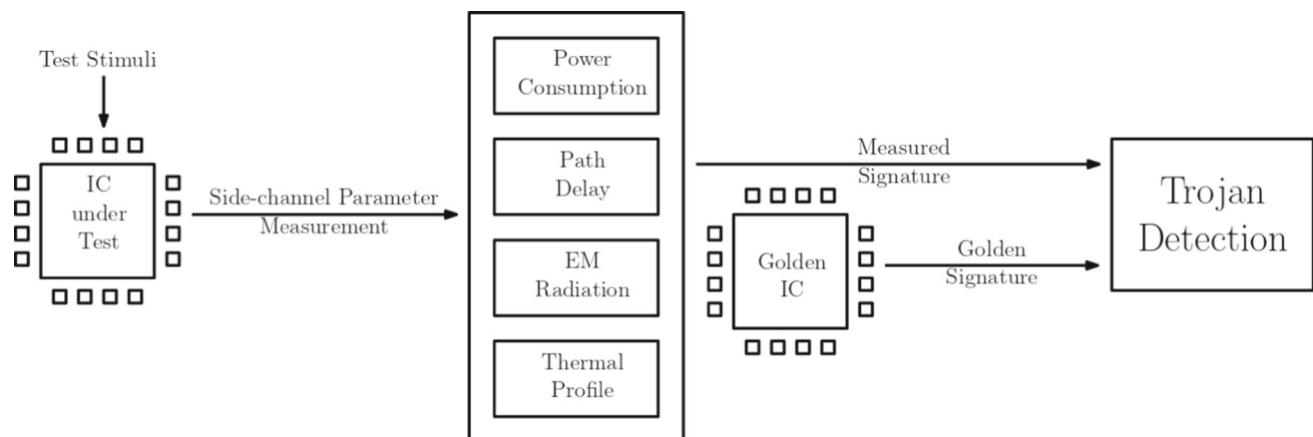 Test Stimuli
IC
under
Test
Side-channel Parameter
Measurement
Power
Consumption
Path
Delay
EM
Radiation
Thermal
Profile
Measured
Signature
Golden
IC
Golden
Signature
Trojan
Detection